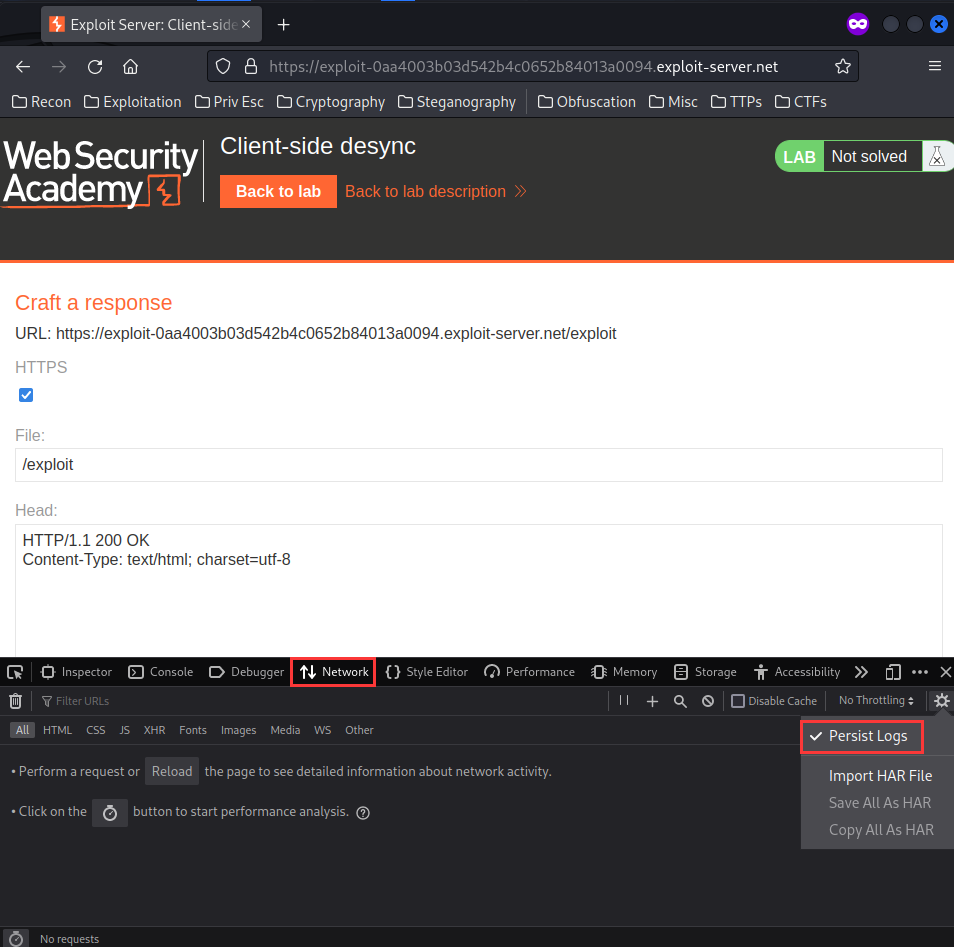 Exploit Server: Client-side
https://exploit-0aa4003b03d542b4c0652b84013a0094.exploit-server.net
Recon Exploitation Priv Esc Cryptography Steganography Obfuscation Misc TTPs CTFs
Web Security
Academy
Client-side desync
Back to lab Back to lab description
LAB Not solved
Craft a response
URL: https://exploit-0aa4003b03d542b4c0652b84013a0094.exploit-server.net/exploit
HTTPS
File:
/exploit
Head:
HTTP/1.1 200 OK
Content-Type: text/html; charset=utf-8
Inspector Console Debugger Network Style Editor Performance Memory Storage Accessibility
Filter URLs Disable Cache No Throttling
All HTML CSS JS XHR Fonts Images Media WS Other
Persist Logs
Import HAR File
Save All As HAR
Copy All As HAR
• Perform a request or Reload the page to see detailed information about network activity.
• Click on the button to start performance analysis.
No requests